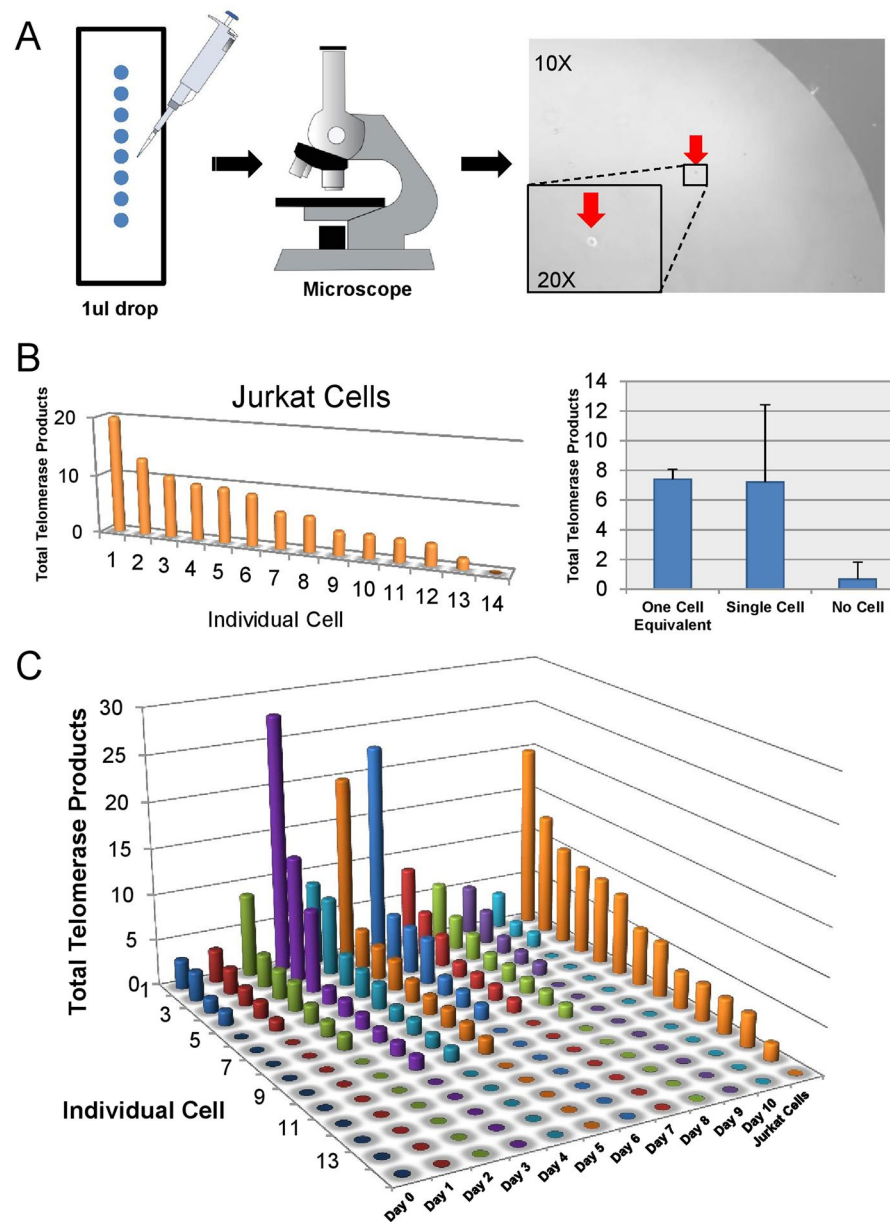 A
1ul drop
Microscope
10X
20X
B
Jurkat Cells
Total Telomerase Products
20
10
0
1 2 3 4 5 6 7 8 9 10 11 12 13 14
Individual Cell
Total Telomerase Products
14
12
10
8
6
4
2
0
One Cell Equivalent
Single Cell
No Cell
C
Total Telomerase Products
30
25
20
15
10
5
0
1
3
5
7
9
11
13
Individual Cell
Day 0
Day 1
Day 2
Day 3
Day 4
Day 5
Day 6
Day 7
Day 8
Day 9
Day 10
Jurkat Cells